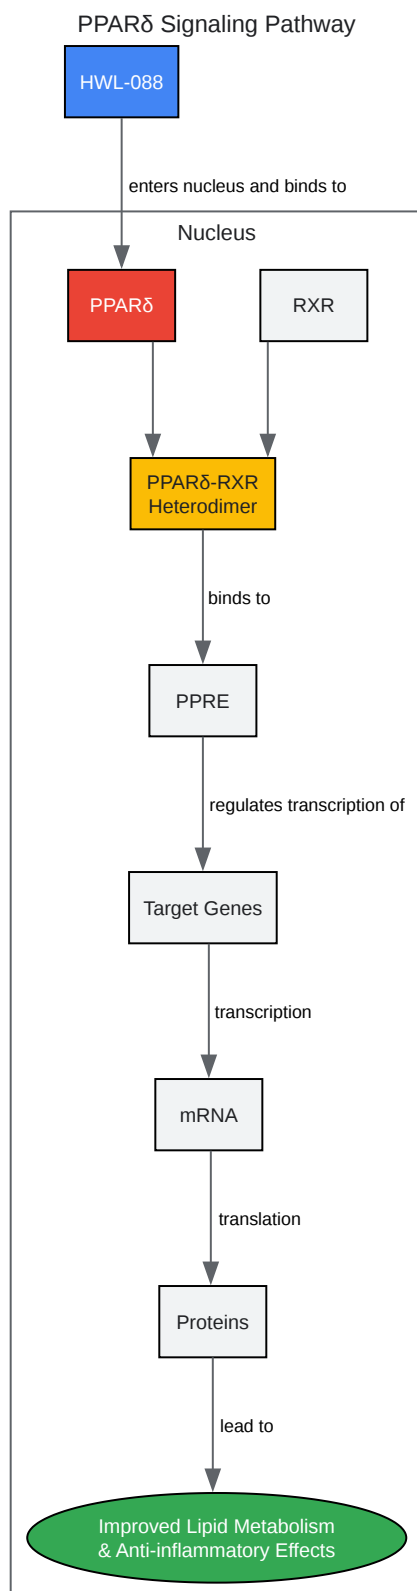 PPARδ Signaling Pathway
HWL-088
enters nucleus and binds to
Nucleus
PPARδ
RXR
PPARδ-RXR
Heterodimer
binds to
PPRE
regulates transcription of
Target Genes
transcription
mRNA
translation
Proteins
lead to
Improved Lipid Metabolism
& Anti-inflammatory Effects